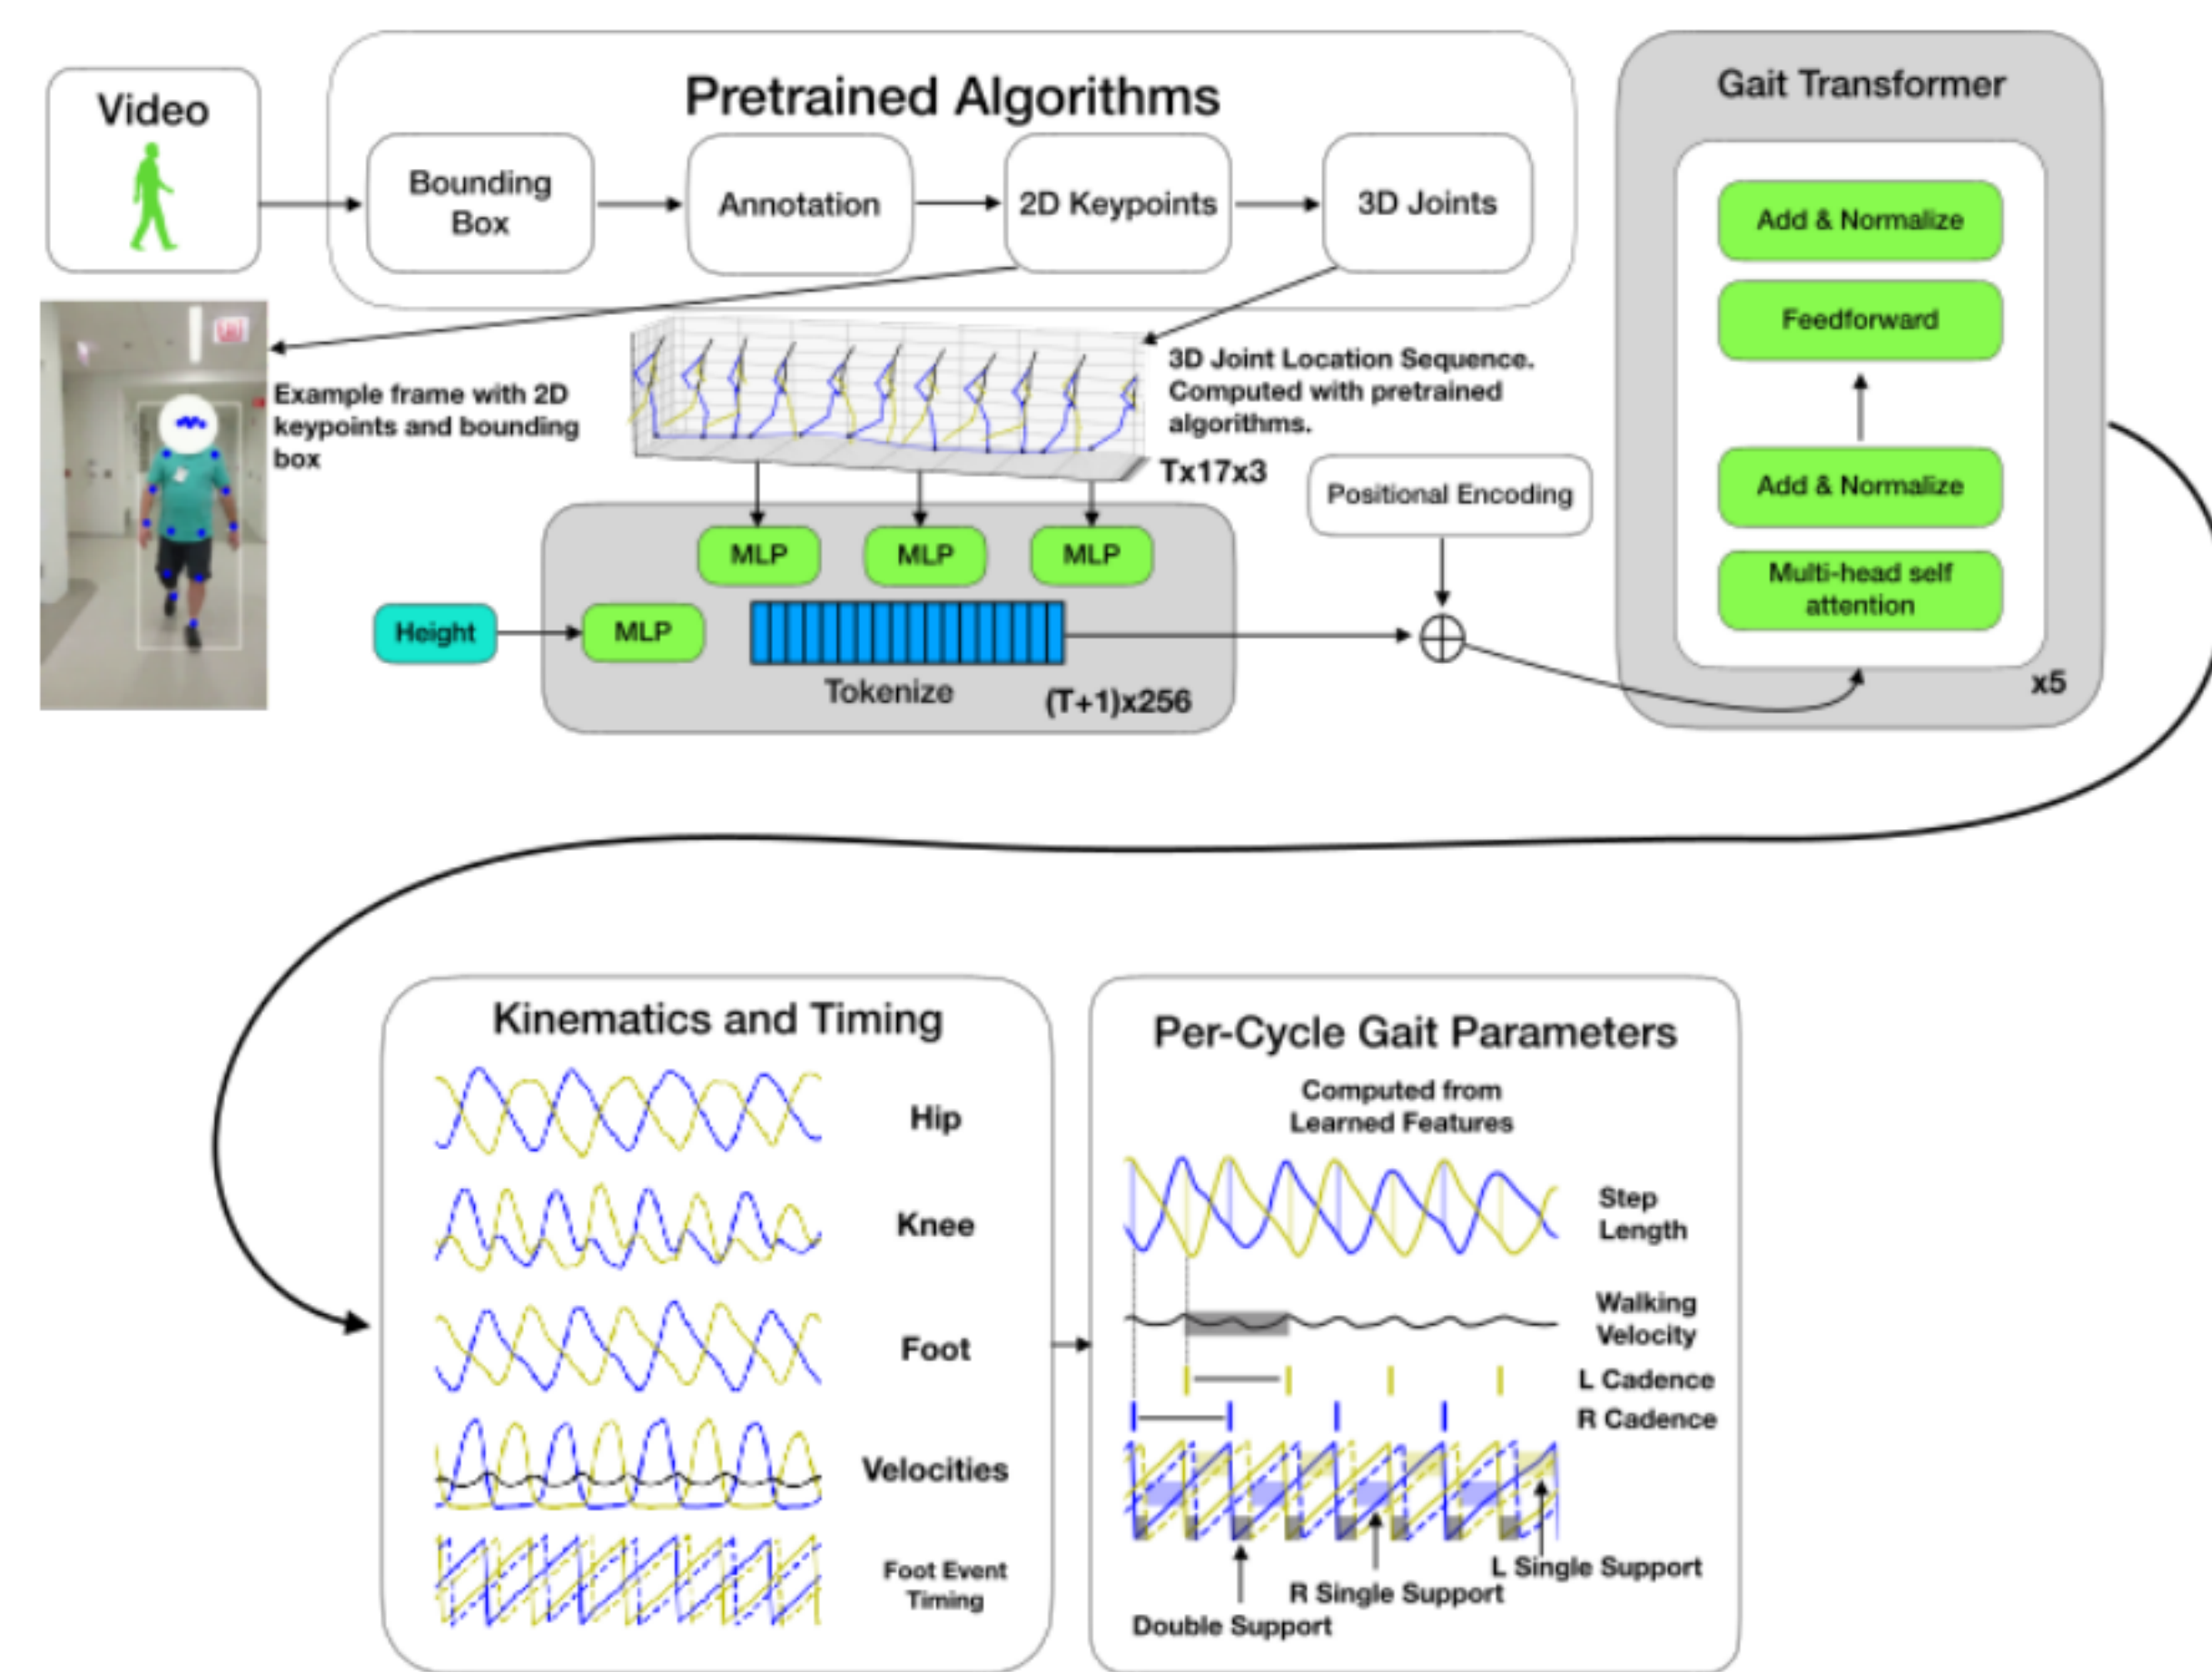 Video
Pretrained Algorithms
Bounding
Box
Annotation
2D Keypoints
3D Joints
Example frame with 2D
keypoints and bounding
box
3D Joint Location Sequence.
Computed with pretrained
algorithms.
Tx17x3
MLP
MLP
MLP
Height
MLP
Tokenize
(T+1)x256
Positional Encoding
Gait Transformer
Add & Normalize
Feedforward
Add & Normalize
Multi-head self
attention
x5
Kinematics and Timing
Hip
Knee
Foot
Velocities
Foot Event
Timing
Per-Cycle Gait Parameters
Computed from
Learned Features
Step
Length
Walking
Velocity
L Cadence
R Cadence
L Single Support
R Single Support
Double Support